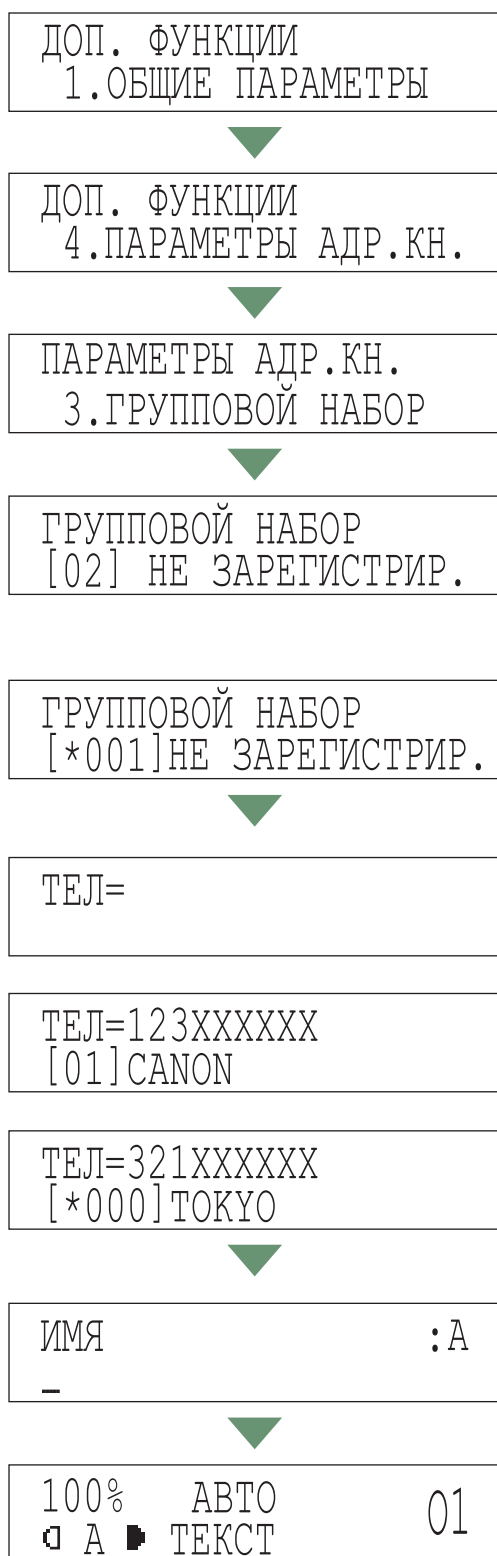 ДОП. ФУНКЦИИ
1.ОБЩИЕ ПАРАМЕТРЫ
ДОП. ФУНКЦИИ
4.ПАРАМЕТРЫ АДР.КН.
ПАРАМЕТРЫ АДР.КН.
3.ГРУППОВОЙ НАБОР
ГРУППОВОЙ НАБОР
[02] НЕ ЗАРЕГИСТРИР.
ГРУППОВОЙ НАБОР
[*001]НЕ ЗАРЕГИСТРИР.
ТЕЛ=
ТЕЛ=123XXXXXX
[01]CANON
ТЕЛ=321XXXXXX
[*000]TOKYO
ИМЯ :А
_
100% АВТО 01
А ТЕКСТ